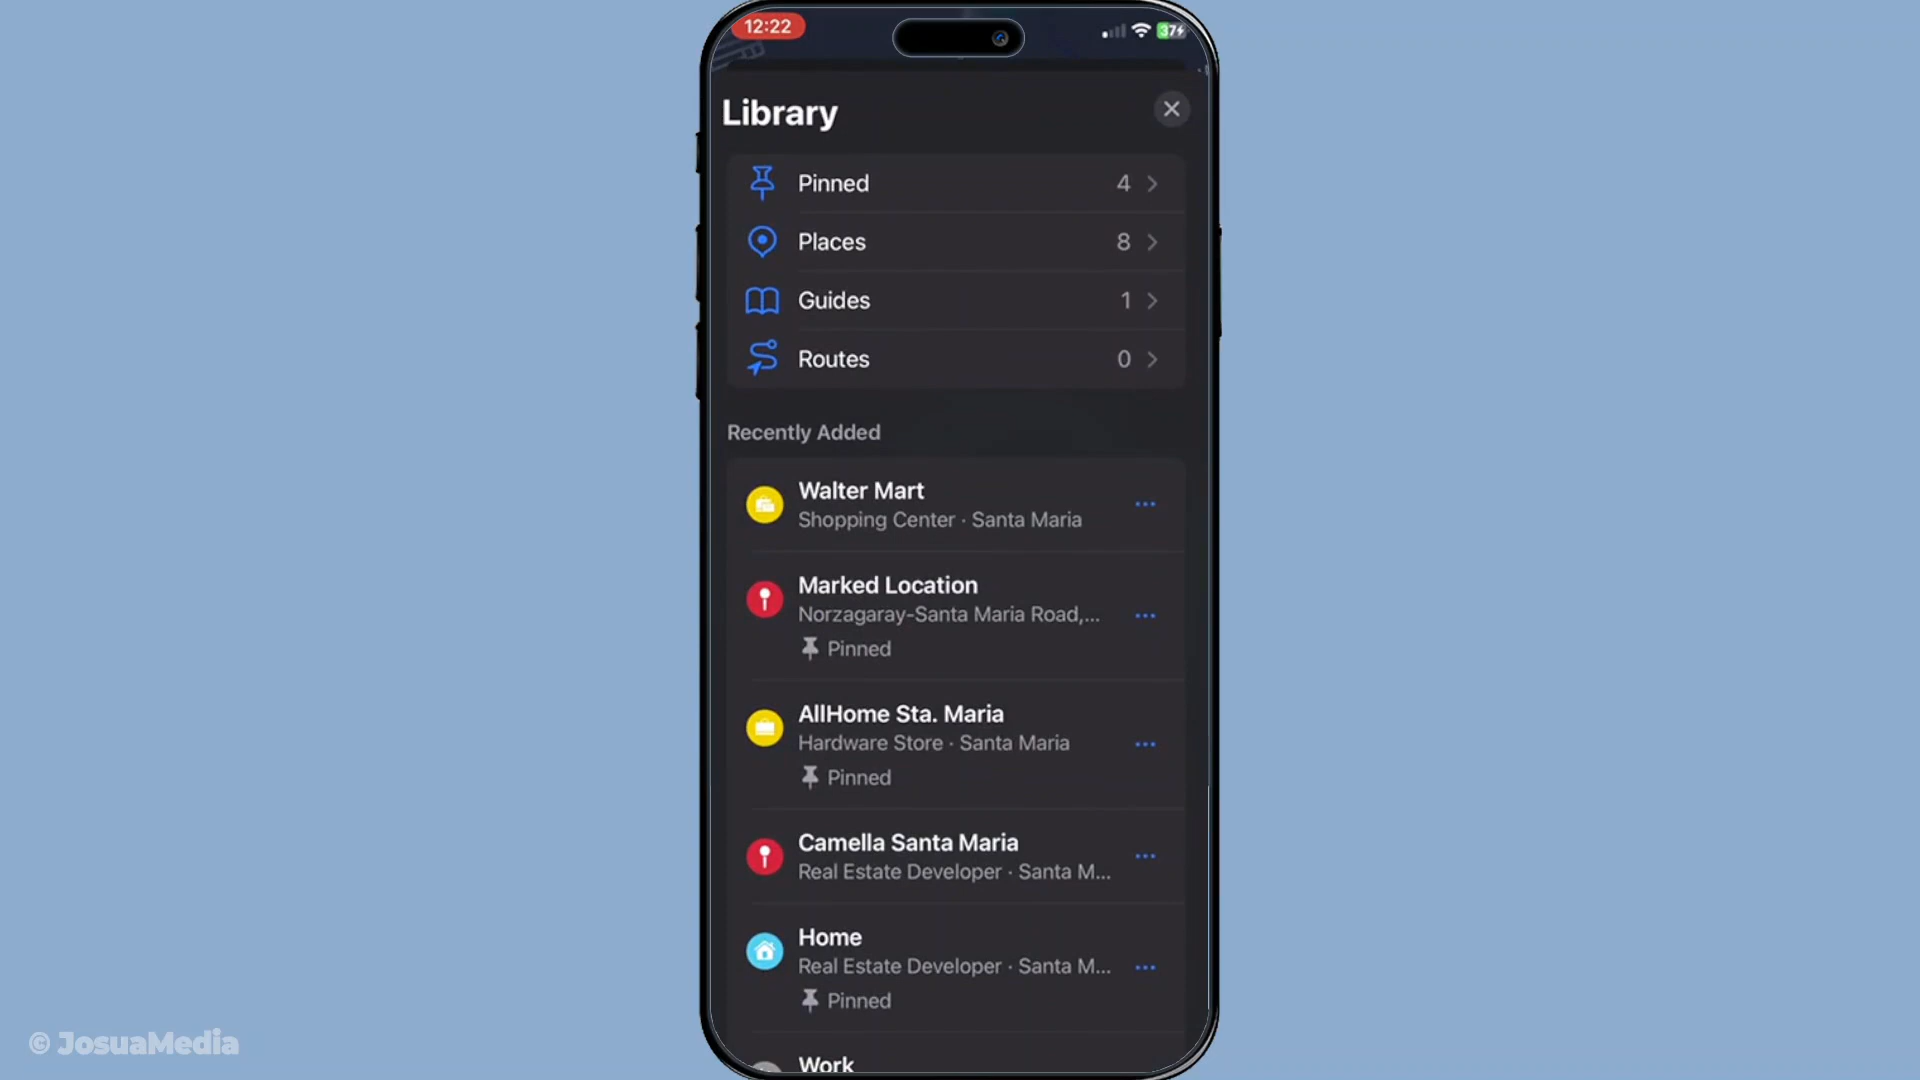 12:22
37
Library
Pinned 4
Places 8
Guides 1
Routes 0
Recently Added
Walter Mart
Shopping Center · Santa Maria
Marked Location
Norzagaray-Santa Maria Road,...
Pinned
AllHome Sta. Maria
Hardware Store · Santa Maria
Pinned
Camella Santa Maria
Real Estate Developer · Santa M...
Home
Real Estate Developer · Santa M...
Pinned
Work
© JosuaMedia